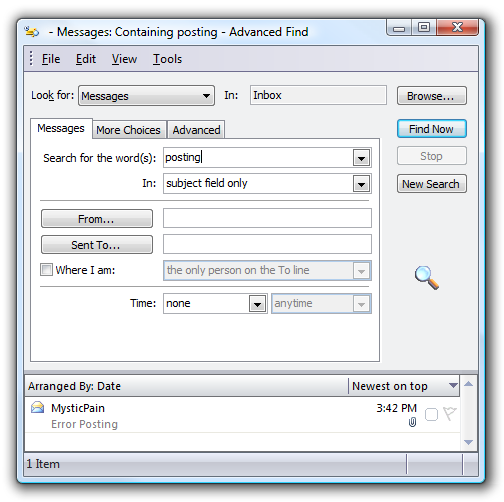 - Messages: Containing posting - Advanced Find
File Edit View Tools
Look for: Messages In: Inbox Browse...
Messages More Choices Advanced Find Now
Search for the word(s): posting Stop
In: subject field only New Search
From...
Sent To...
Where I am: the only person on the To line
Time: none anytime
Arranged By: Date Newest on top
MysticPain 3:42 PM
Error Posting
1 Item